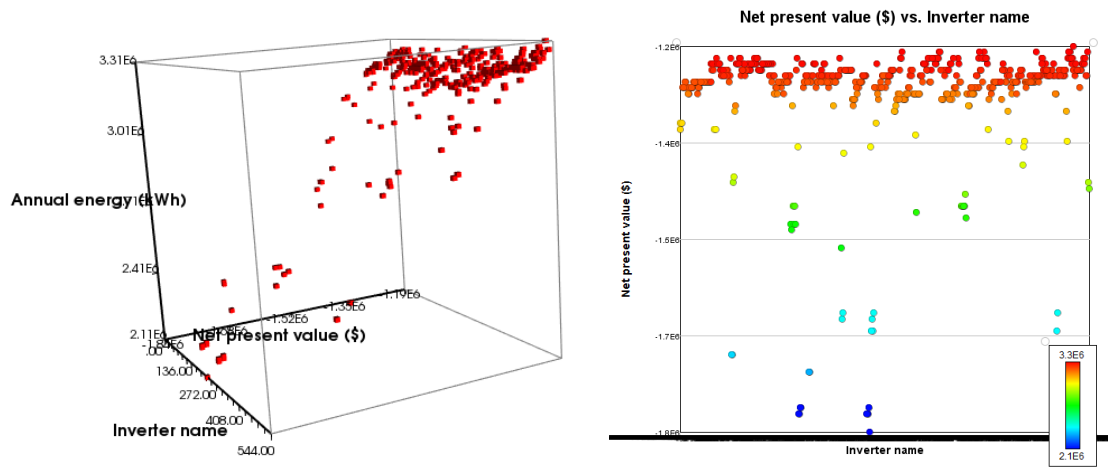 3.31E6
3.01E6
Annual energy (kWh)
2.41E6
2.11E6
.00
136.00
272.00
408.00
544.00
Inverter name
-1.52E6
-1.35E6
-1.19E6
Net present value ($)
Net present value ($) vs. Inverter name
-1.2E6
-1.4E6
-1.5E6
-1.7E6
-1.8E6
Net present value ($)
Inverter name
3.3E6
2.1E6